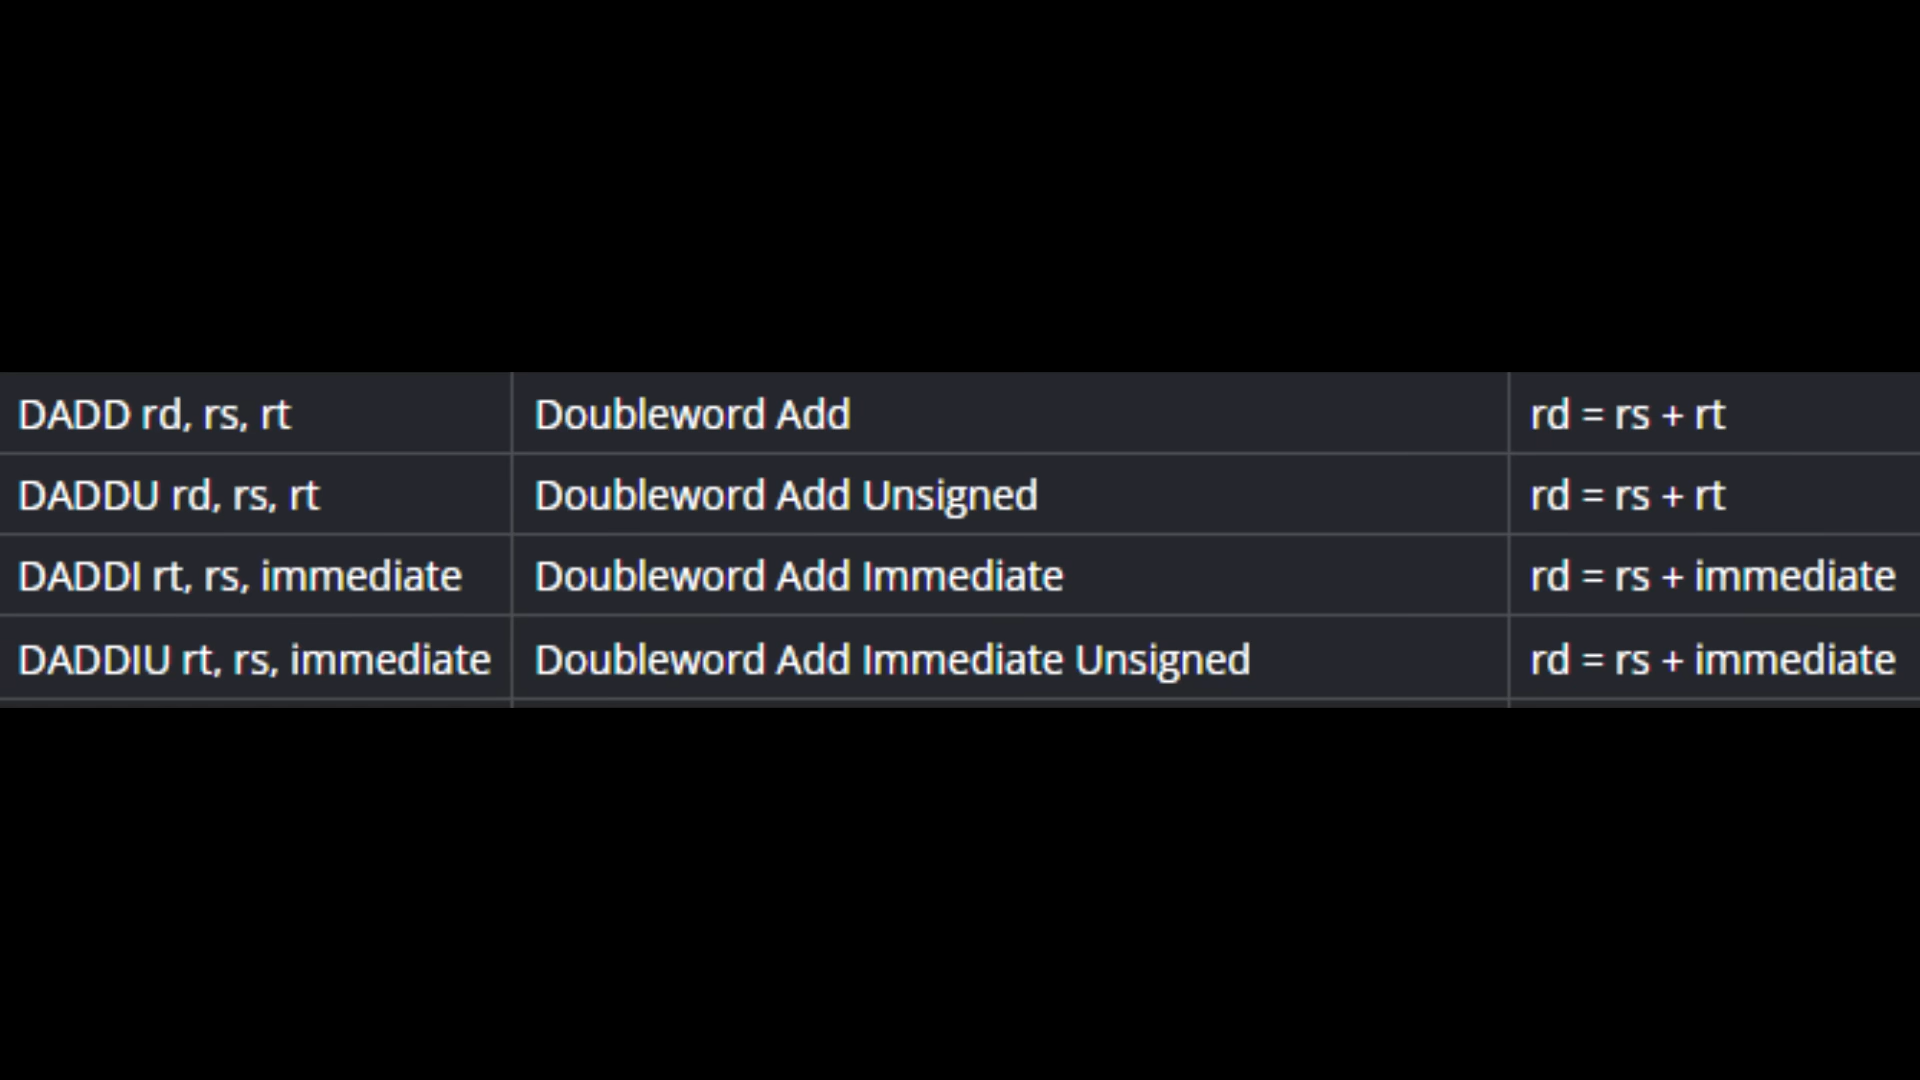 DADD rd, rs, rt Doubleword Add rd = rs + rt
DADDU rd, rs, rt Doubleword Add Unsigned rd = rs + rt
DADDI rt, rs, immediate Doubleword Add Immediate rd = rs + immediate
DADDIU rt, rs, immediate Doubleword Add Immediate Unsigned rd = rs + immediate